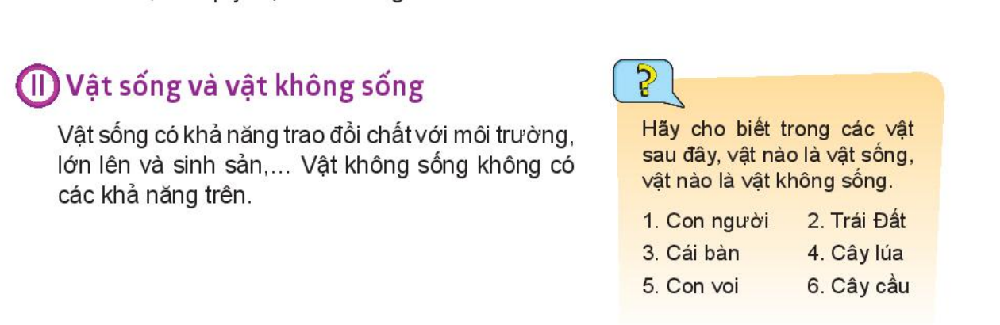 II Vật sống và vật không sống
Vật sống có khả năng trao đổi chất với môi trường,
lớn lên và sinh sản,... Vật không sống không có
các khả năng trên.
?
Hãy cho biết trong các vật
sau đây, vật nào là vật sống,
vật nào là vật không sống.
1. Con người 2. Trái Đất
3. Cái bàn 4. Cây lúa
5. Con voi 6. Cây cầu